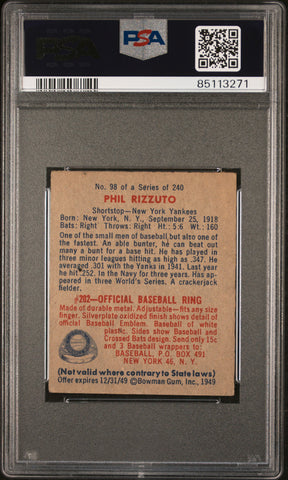 PSA
PSA
85113271
No. 98 of a Series of 240
PHIL RIZZUTO
Shortstop—New York Yankees
Born: New York, N. Y., September 25, 1918
Bats: Right Throws: Right Ht.: 5:6 Wt.: 160
One of the small men of baseball but also one
of the fastest. An able bunter, he can beat out
many a bunt for a base hit. He has played in
three minor leagues hitting as high as .347. He
averaged .301 with the Yanks in 1941. Last year
he hit .252. In the Navy for three years. Has ap-
peared in three World's Series. A crackerjack
fielder.
#202—OFFICIAL BASEBALL RING
Made of durable metal. Adjustable—fits any size
finger. Silverplate oxidized finish shows detail of
Official Baseball Emblem. Baseball of white
plastic. Sides show Baseball and
Crossed Bats design. Send only 15c
and 3 Baseball wrappers to
BASEBALL, P.O. BOX 491
NEW YORK 46, N. Y.
(Not valid where contrary to State laws)
Offer expires 12/31/49 ©Bowman Gum, Inc., 1949